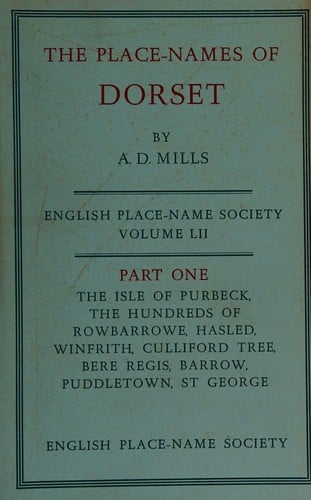 THE PLACE-NAMES OF
DORSET
BY
A. D. MILLS
ENGLISH PLACE-NAME SOCIETY
VOLUME LII
PART ONE
THE ISLE OF PURBECK,
THE HUNDREDS OF
ROWBARROWE, HASLED,
WINFRITH, CULLIFORD TREE,
BERE REGIS, BARROW,
PUDDLETOWN, ST GEORGE
ENGLISH PLACE-NAME SOCIETY